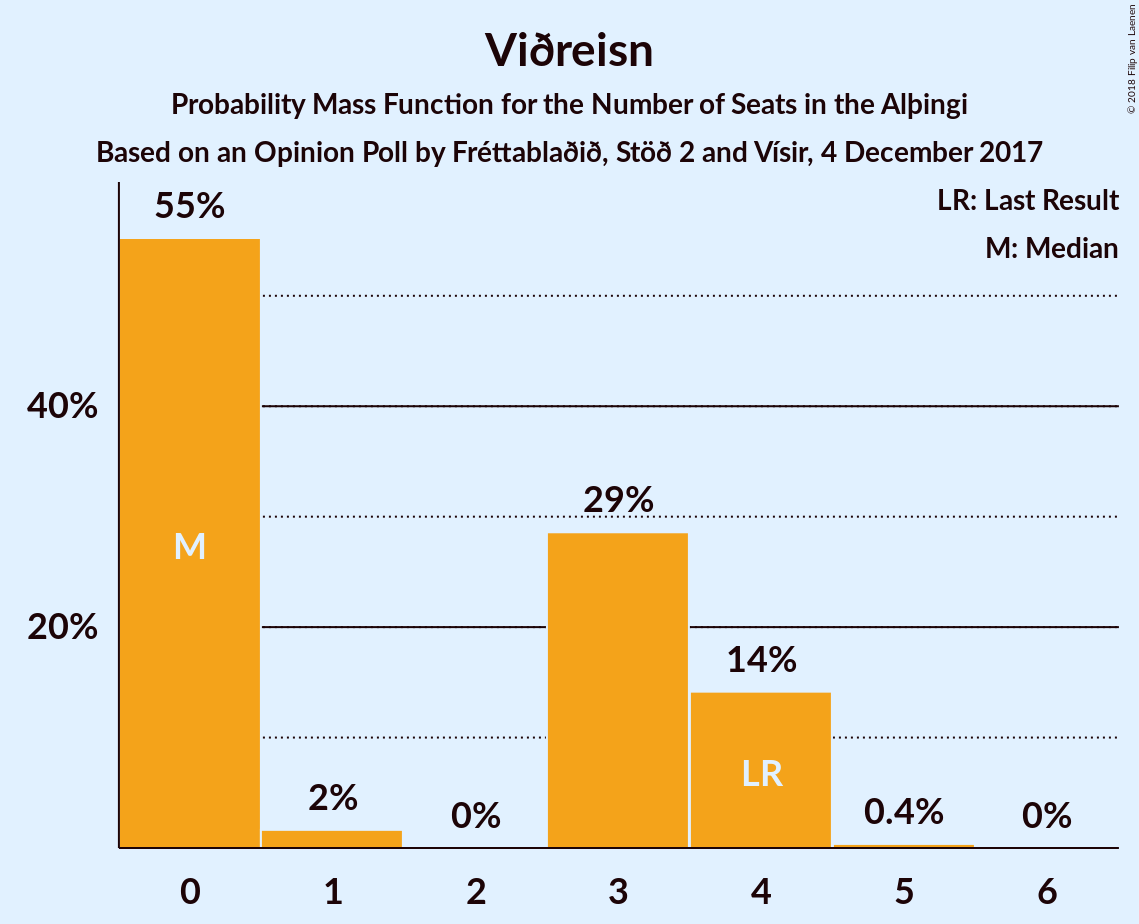 Viðreisn
Probability Mass Function for the Number of Seats in the Alþingi
Based on an Opinion Poll by Fréttablaðið, Stöð 2 and Vísir, 4 December 2017
© 2018 Filip van Laenen
LR: Last Result
M: Median
55%
40%
29%
M
20%
14%
LR
2%
0%
0.4%
0%
0 1 2 3 4 5 6